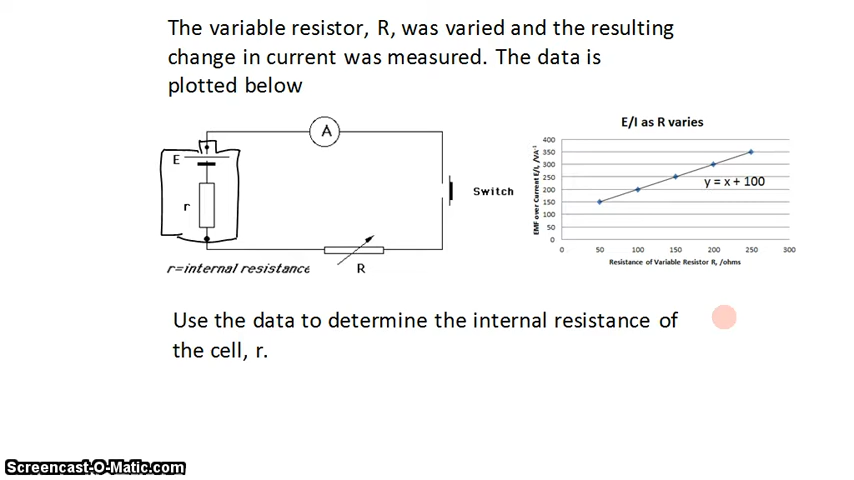 The variable resistor, R, was varied and the resulting
change in current was measured. The data is
plotted below
A
E
r
Switch
R
r=internal resistance
E/I as R varies
EMF over Current E/I, /VA⁻¹
400
350
300
250
200
150
100
50
0
y = x + 100
0 50 100 150 200 250 300
Resistance of Variable Resistor R, /ohms
Use the data to determine the internal resistance of
the cell, r.
Screencast-O-Matic.com